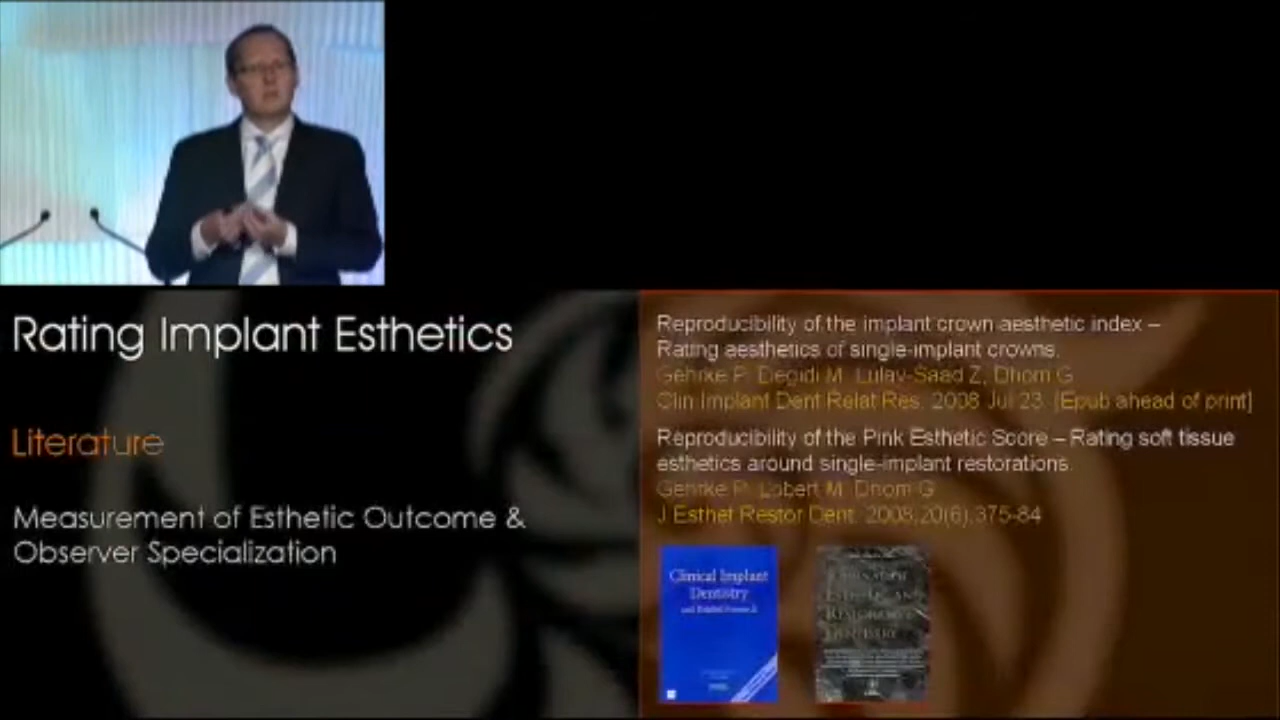 Rating Implant Esthetics
Literature
Measurement of Esthetic Outcome &
Observer Specialization
Reproducibility of the implant crown aesthetic index –
Rating aesthetics of single-implant crowns.
Gehrke P, Degidi M, Lulay-Saad Z, Dhom G
Clin Implant Dent Relat Res. 2008 Jul 23. [Epub ahead of print]
Reproducibility of the Pink Esthetic Score – Rating soft tissue
esthetics around single-implant restorations.
Gehrke P, Lobert M, Dhom G
J Esthet Restor Dent. 2008;20(6):375-84
Clinical Implant
Dentistry
and Related Research